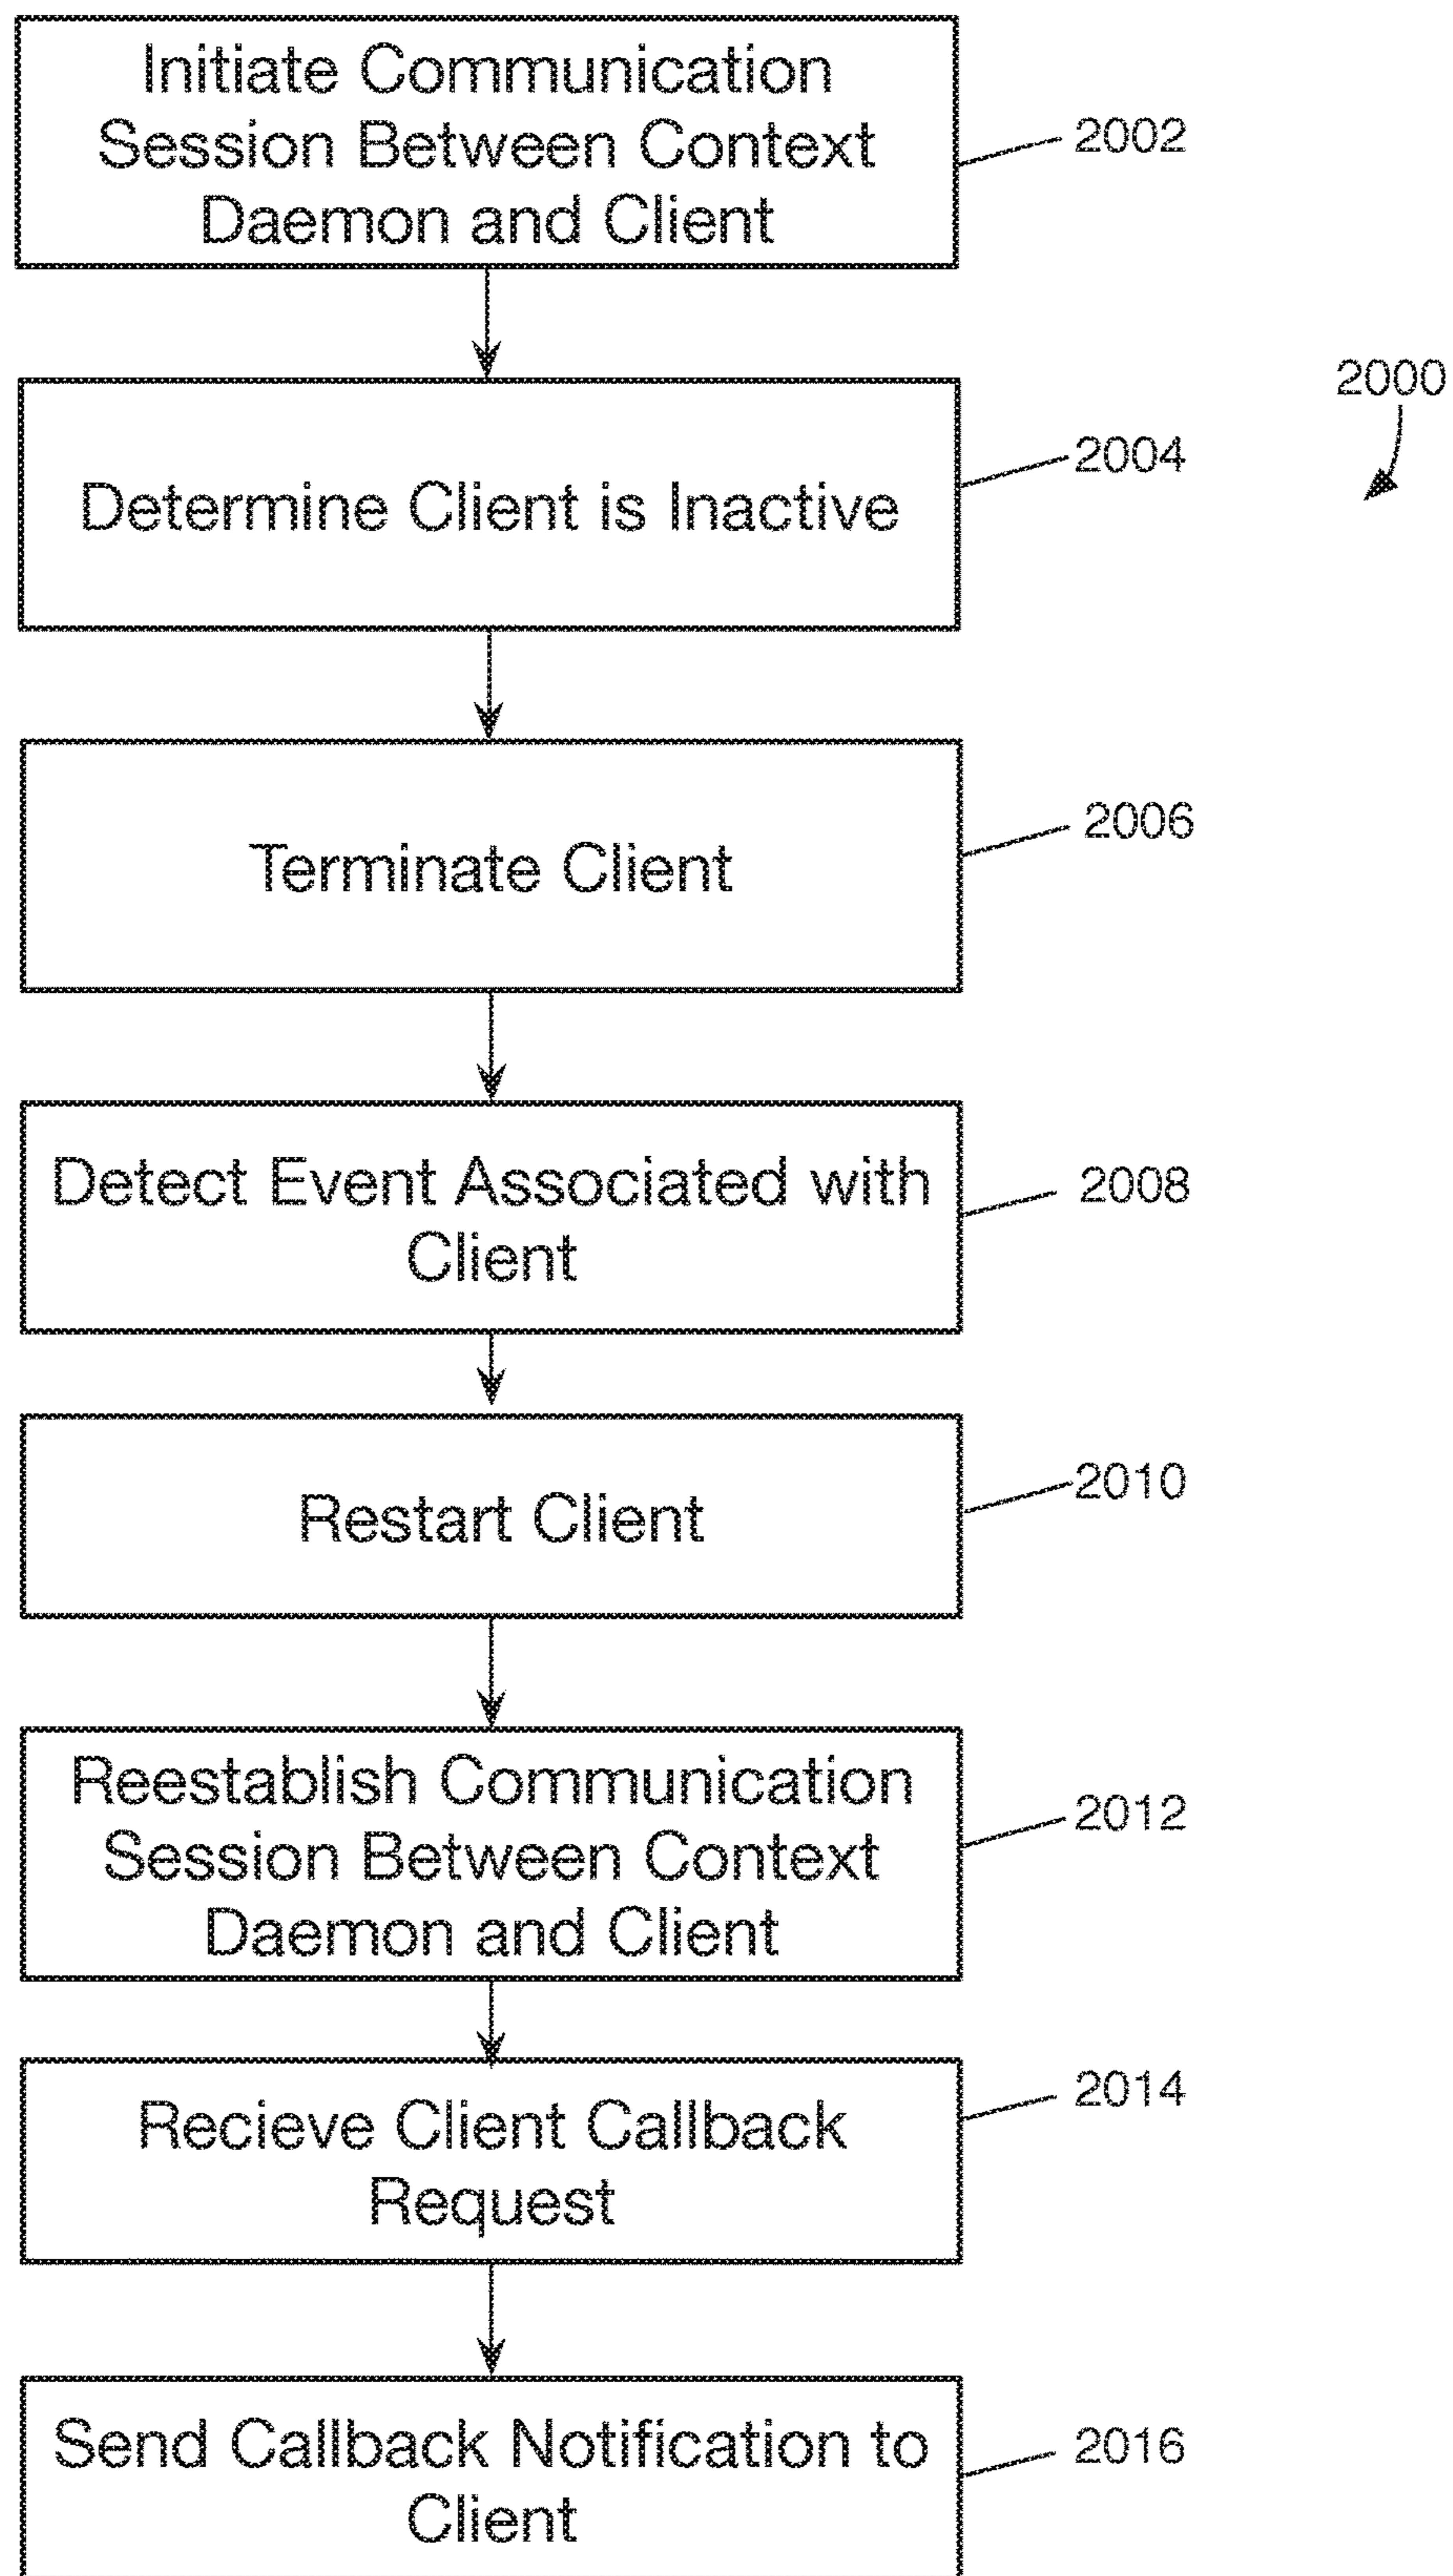 Initiate Communication
Session Between Context
Daemon and Client
2002
2000
Determine Client is Inactive
2004
Terminate Client
2006
Detect Event Associated with
Client
2008
Restart Client
2010
Reestablish Communication
Session Between Context
Daemon and Client
2012
Recieve Client Callback
Request
2014
Send Callback Notification to
Client
2016